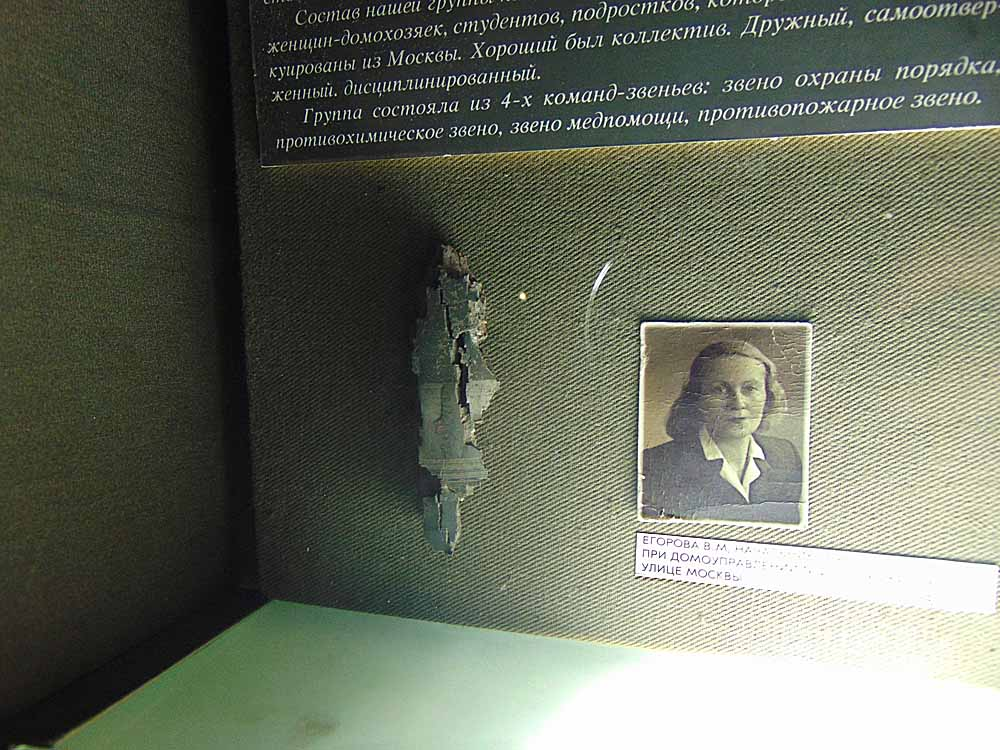 Состав нашей группы
женщин-домохозяек, студентов, подростков,
куированы из Москвы. Хороший был коллектив. Дружный, самоотвер-
женный, дисциплинированный.
Группа состояла из 4-х команд-звеньев: звено охраны порядка,
противохимическое звено, звено медпомощи, противопожарное звено.
ЕГОРОВА В.М.
ПРИ ДОМОУПРАВЛЕНИИ
УЛИЦЕ МОСКВЫ